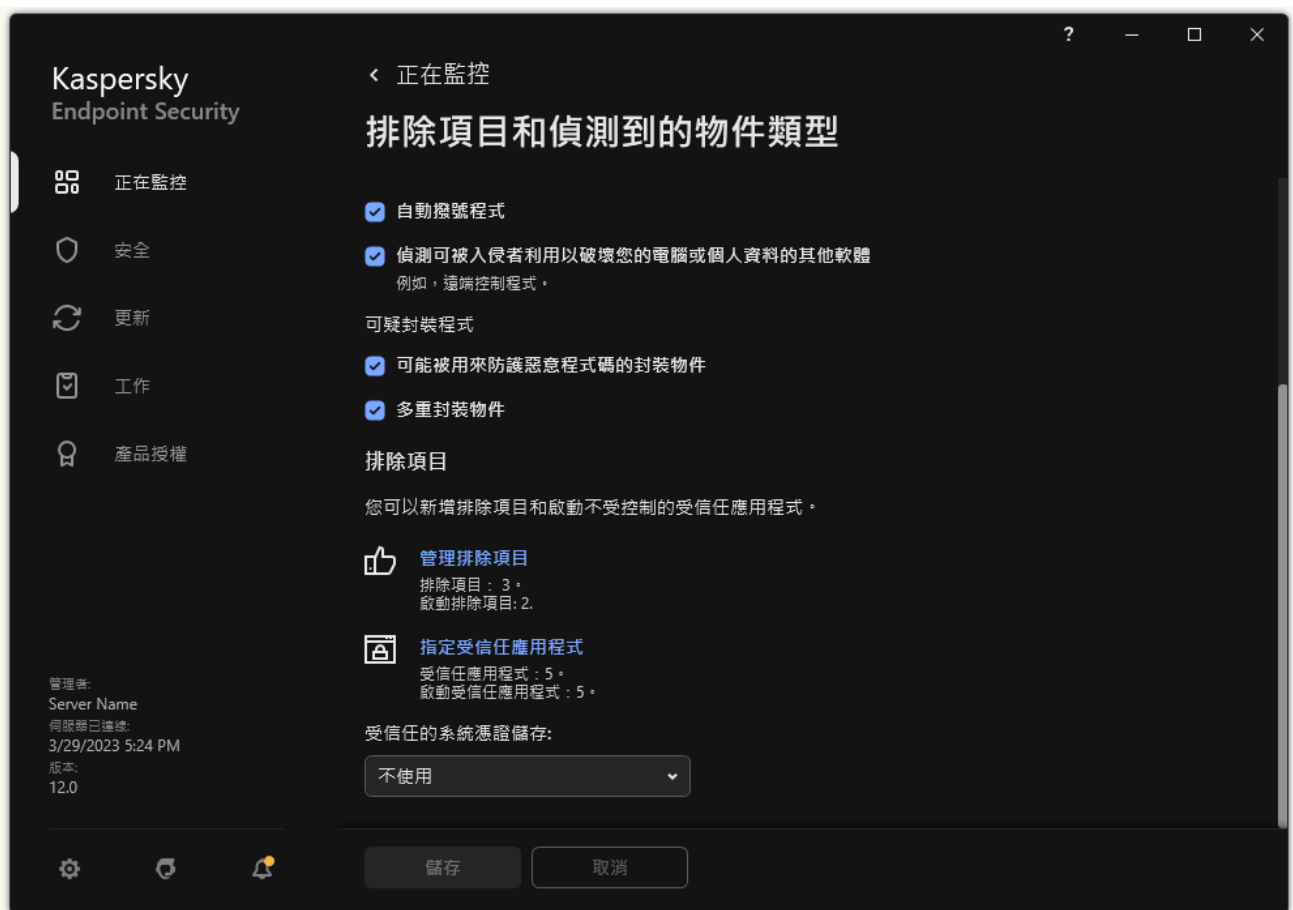 ?
Kaspersky
Endpoint Security
正在監控
安全
更新
工作
產品授權
管理者:
Server Name
伺服器已連線:
3/29/2023 5:24 PM
版本:
12.0
正在監控
排除項目和偵測到的物件類型
自動撥號程式
偵測可被入侵者利用以破壞您的電腦或個人資料的其他軟體
例如，遠端控制程式。
可疑封裝程式
可能被用來防護惡意程式碼的封裝物件
多重封裝物件
排除項目
您可以新增排除項目和啟動不受控制的受信任應用程式。
管理排除項目
排除項目： 3。
啟動排除項目: 2.
指定受信任應用程式
受信任應用程式：5。
啟動受信任應用程式：5。
受信任的系統憑證儲存:
不使用
儲存
取消